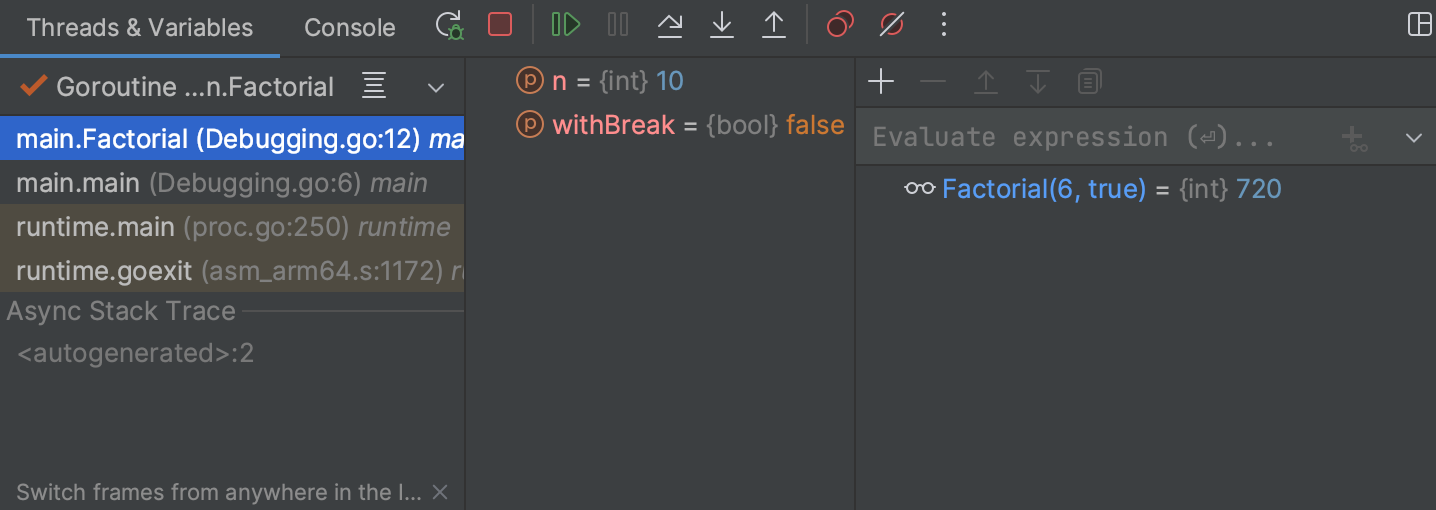 Threads & Variables Console
Goroutine ...n.Factorial
main.Factorial (Debugging.go:12) ma
main.main (Debugging.go:6) main
runtime.main (proc.go:250) runtime
runtime.goexit (asm_arm64.s:1172) ru
Async Stack Trace
<autogenerated>:2
Switch frames from anywhere in the I...
p n = {int} 10
p withBreak = {bool} false
Evaluate expression (⏎)...
Factorial(6, true) = {int} 720